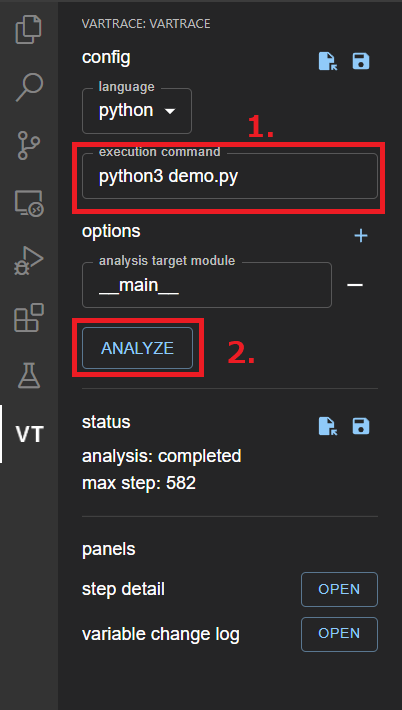 VARTRACE: VARTRACE
config
language
python
1.
execution command
python3 demo.py
options
analysis target module
__main__
ANALYZE
2.
VT
status
analysis: completed
max step: 582
panels
step detail OPEN
variable change log OPEN